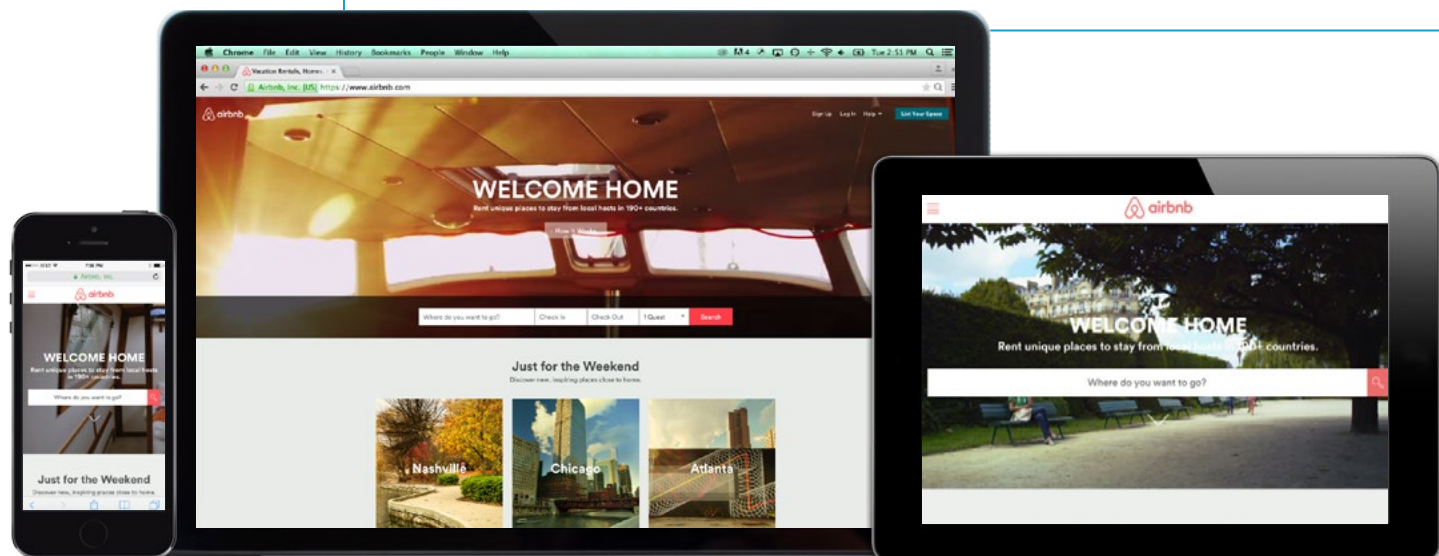 Chrome File Edit View History Bookmarks People Window Help
Tue 2:51 PM
Vacation Rentals, Homes,
Airbnb, Inc. [US] https://www.airbnb.com
airbnb
Sign Up Log In Help List Your Space
WELCOME HOME
Rent unique places to stay from local hosts in 190+ countries.
How It Works
Where do you want to go? Check In Check Out 1 Guest Search
Just for the Weekend
Discover new, inspiring places close to home.
Nashville Chicago Atlanta
7:36 PM
Airbnb, Inc.
airbnb
WELCOME HOME
Rent unique places to stay from local hosts
in 190+ countries.
Where do you want to go?
Just for the Weekend
Discover new, inspiring places close to home.
airbnb
WELCOME HOME
Rent unique places to stay from local hosts in 190+ countries.
Where do you want to go?